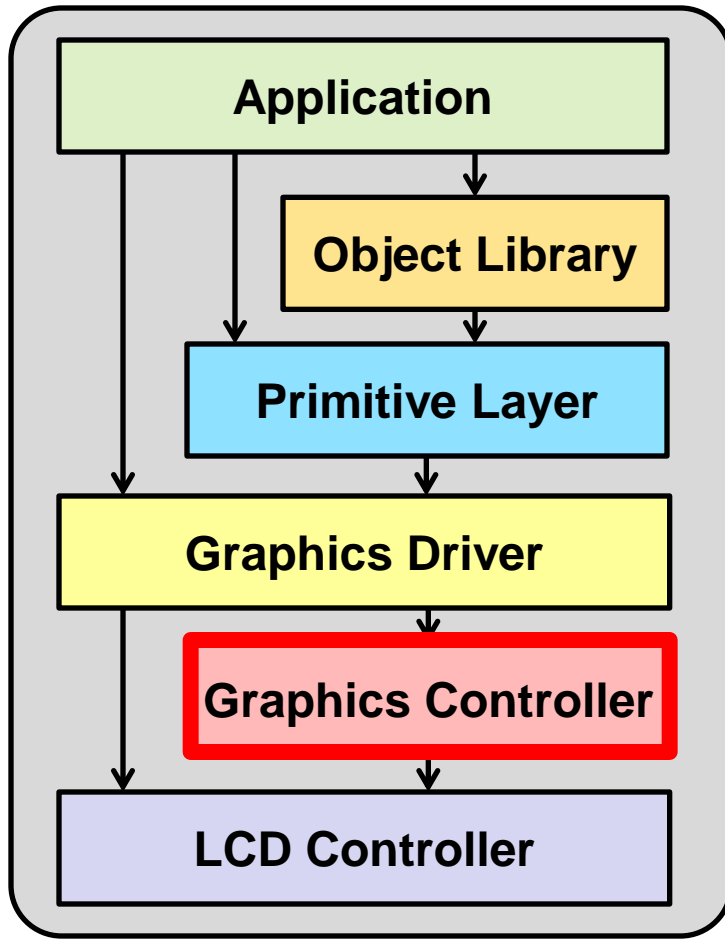 Application
Object Library
Primitive Layer
Graphics Driver
Graphics Controller
LCD Controller